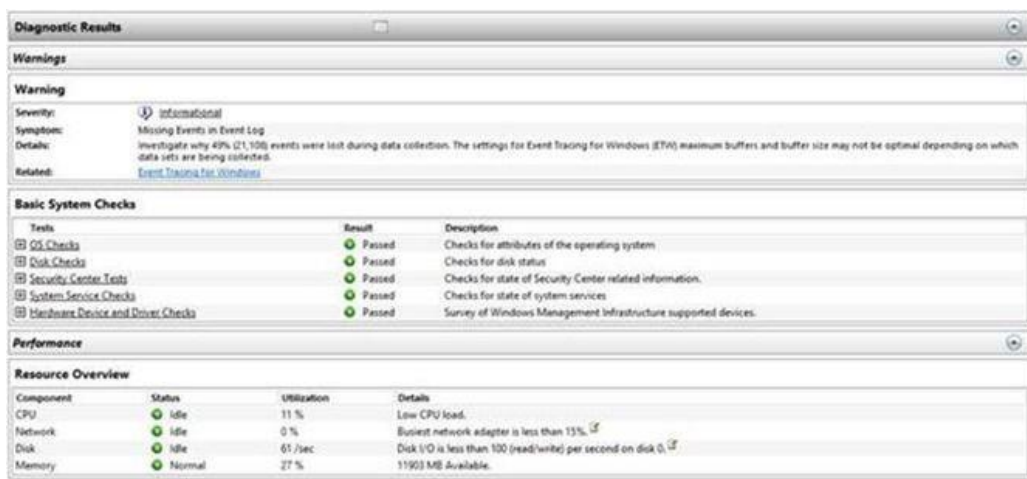 Diagnostic Results
Warnings
Warning
Severity: Informational
Symptom: Missing Events in Event Log
Details: Investigate why 49% (21,108) events were lost during data collection. The settings for Event Tracing for Windows (ETW) maximum buffers and buffer size may not be optimal depending on which
data sets are being collected.
Related: Event Tracing for Windows
Basic System Checks
Tests Result Description
OS Checks Passed Checks for attributes of the operating system
Disk Checks Passed Checks for disk status
Security Center Tests Passed Checks for state of Security Center related information.
System Service Checks Passed Checks for state of system services
Hardware Device and Driver Checks Passed Survey of Windows Management Infrastructure supported devices.
Performance
Resource Overview
Component Status Utilization Details
CPU Idle 11 % Low CPU load.
Network Idle 0 % Busiest network adapter is less than 15%.
Disk Idle 61 /sec Disk I/O is less than 100 (read/write) per second on disk 0.
Memory Normal 27 % 11903 MB Available.